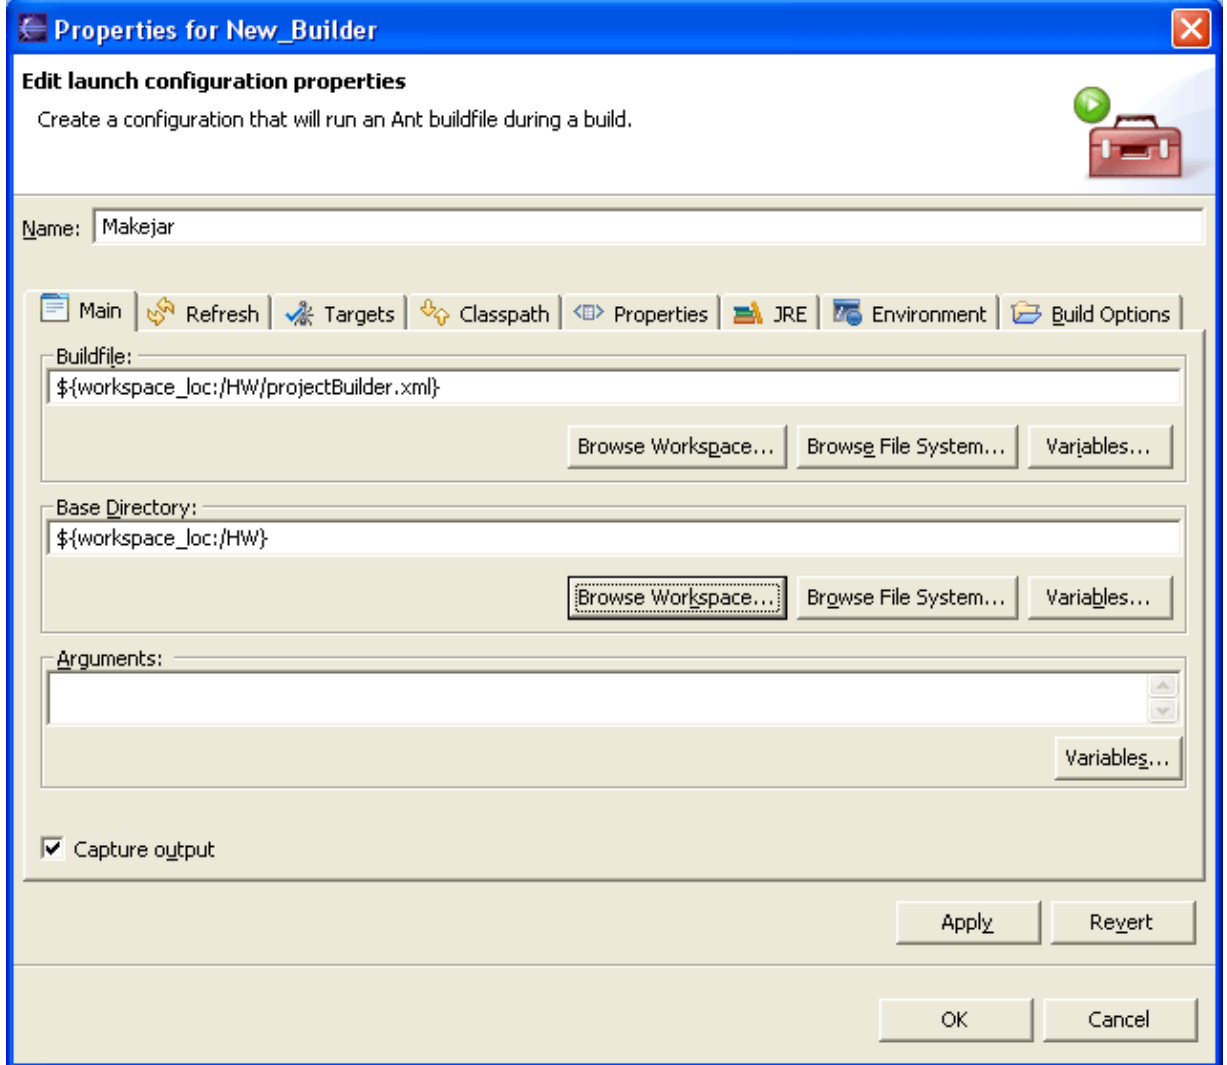 Properties for New_Builder
Edit launch configuration properties
Create a configuration that will run an Ant buildfile during a build.
Name: Makejar
Main Refresh Targets Classpath Properties JRE Environment Build Options
Buildfile:
${workspace_loc:/HW/projectBuilder.xml}
Browse Workspace... Browse File System... Variables...
Base Directory:
${workspace_loc:/HW}
Browse Workspace... Browse File System... Variables...
Arguments:
Variables...
Capture output
Apply Revert
OK Cancel